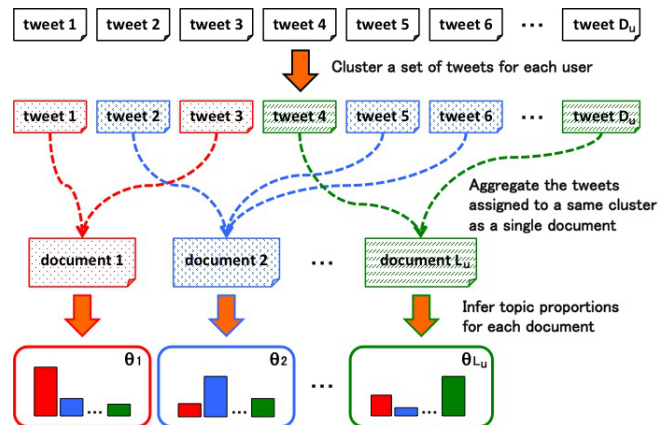 tweet 1 tweet 2 tweet 3 tweet 4 tweet 5 tweet 6 ... tweet Du
Cluster a set of tweets for each user
tweet 1 tweet 2 tweet 3 tweet 4 tweet 5 tweet 6 ... tweet Du
Aggregate the tweets
assigned to a same cluster
as a single document
document 1 document 2 ... document Lu
Infer topic proportions
for each document
θ1 θ2 θLu
... ... ... ...